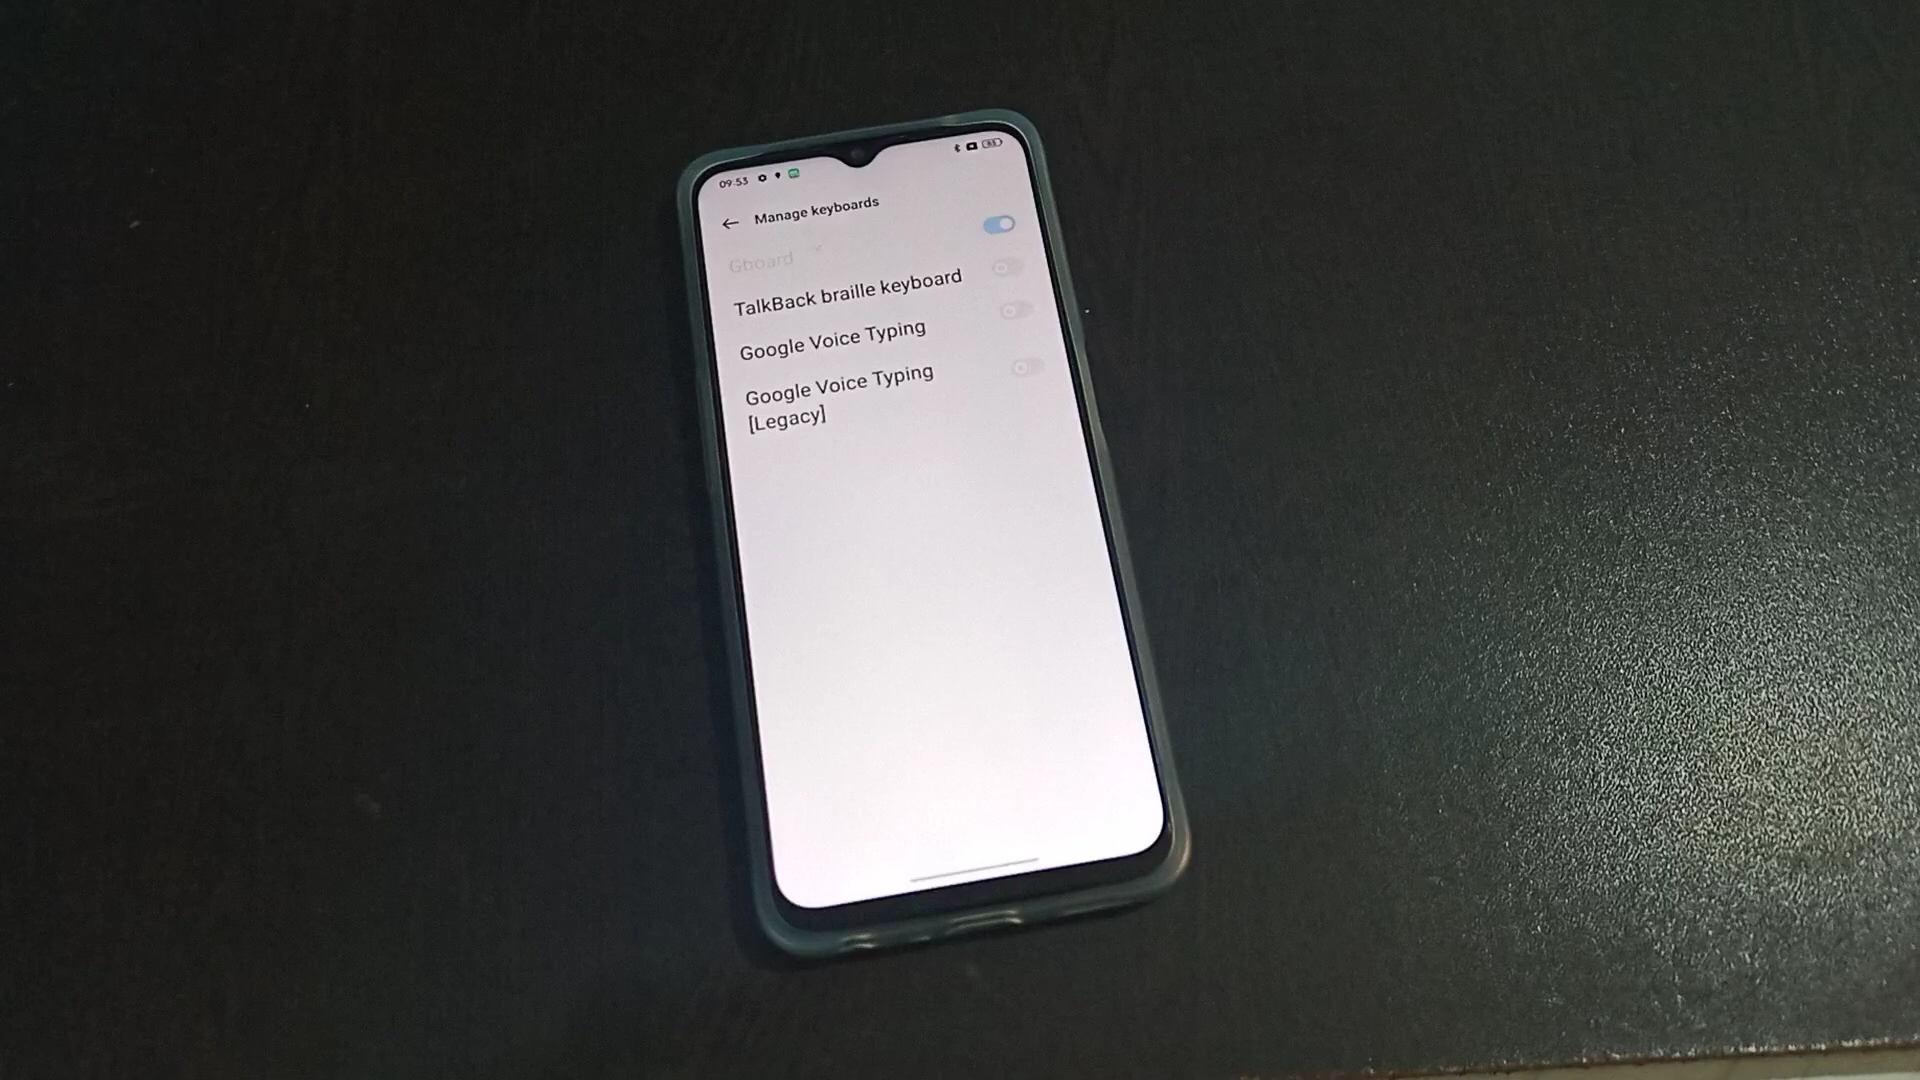 09:53
Manage keyboards
Gboard
TalkBack braille keyboard
Google Voice Typing
Google Voice Typing
[Legacy]